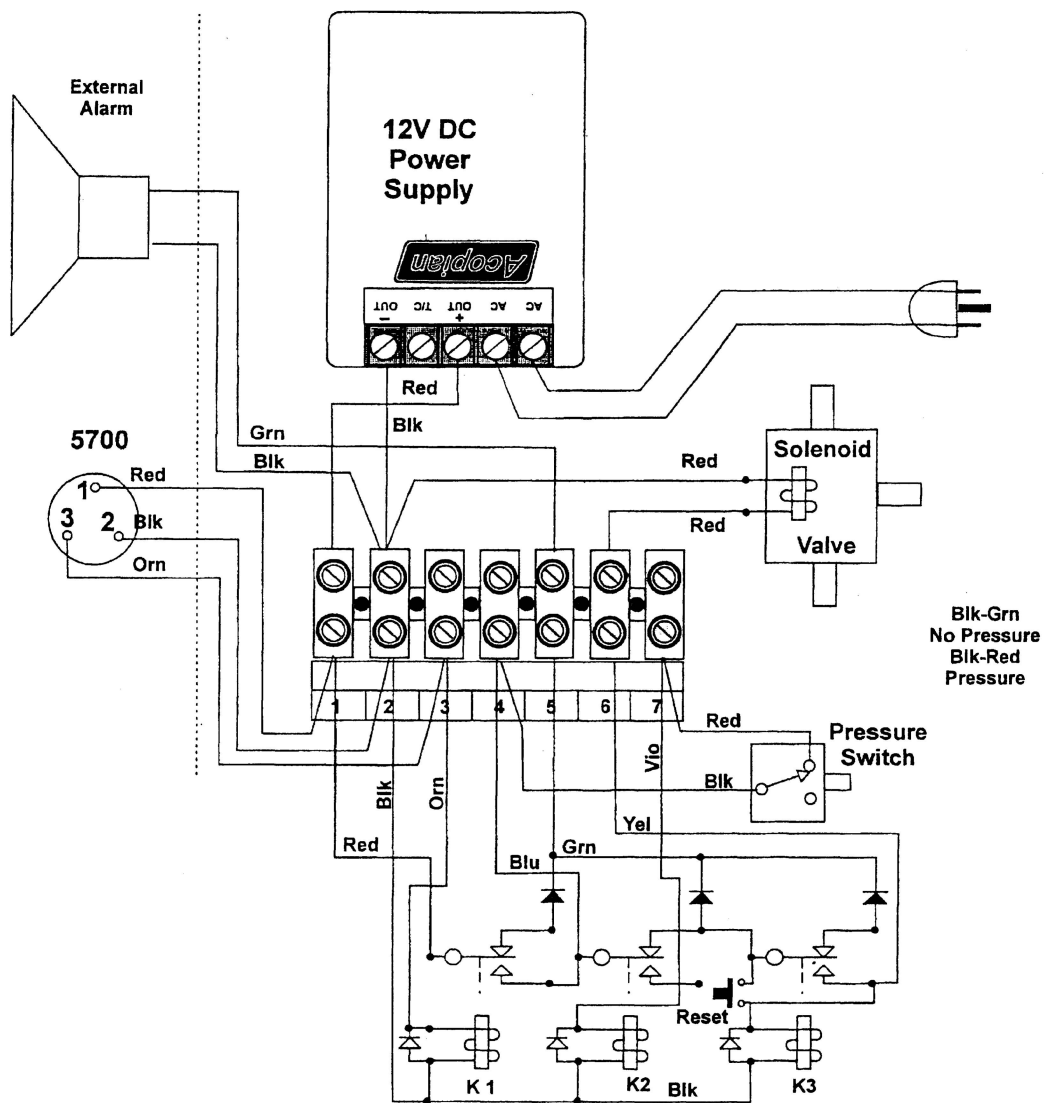 External
Alarm
12V DC
Power
Supply
Acopian
OUT T/C OUT AC AC
− +
Red
Blk
5700
1
3 2
Red
Blk
Orn
Grn
Blk
Red
Red
Solenoid
Valve
Blk-Grn
No Pressure
Blk-Red
Pressure
1 2 3 4 5 6 7
Red
Pressure
Switch
Blk
Blk
Orn
Vio
Yel
Red
Blu
Grn
Reset
K 1
K2
Blk
K3